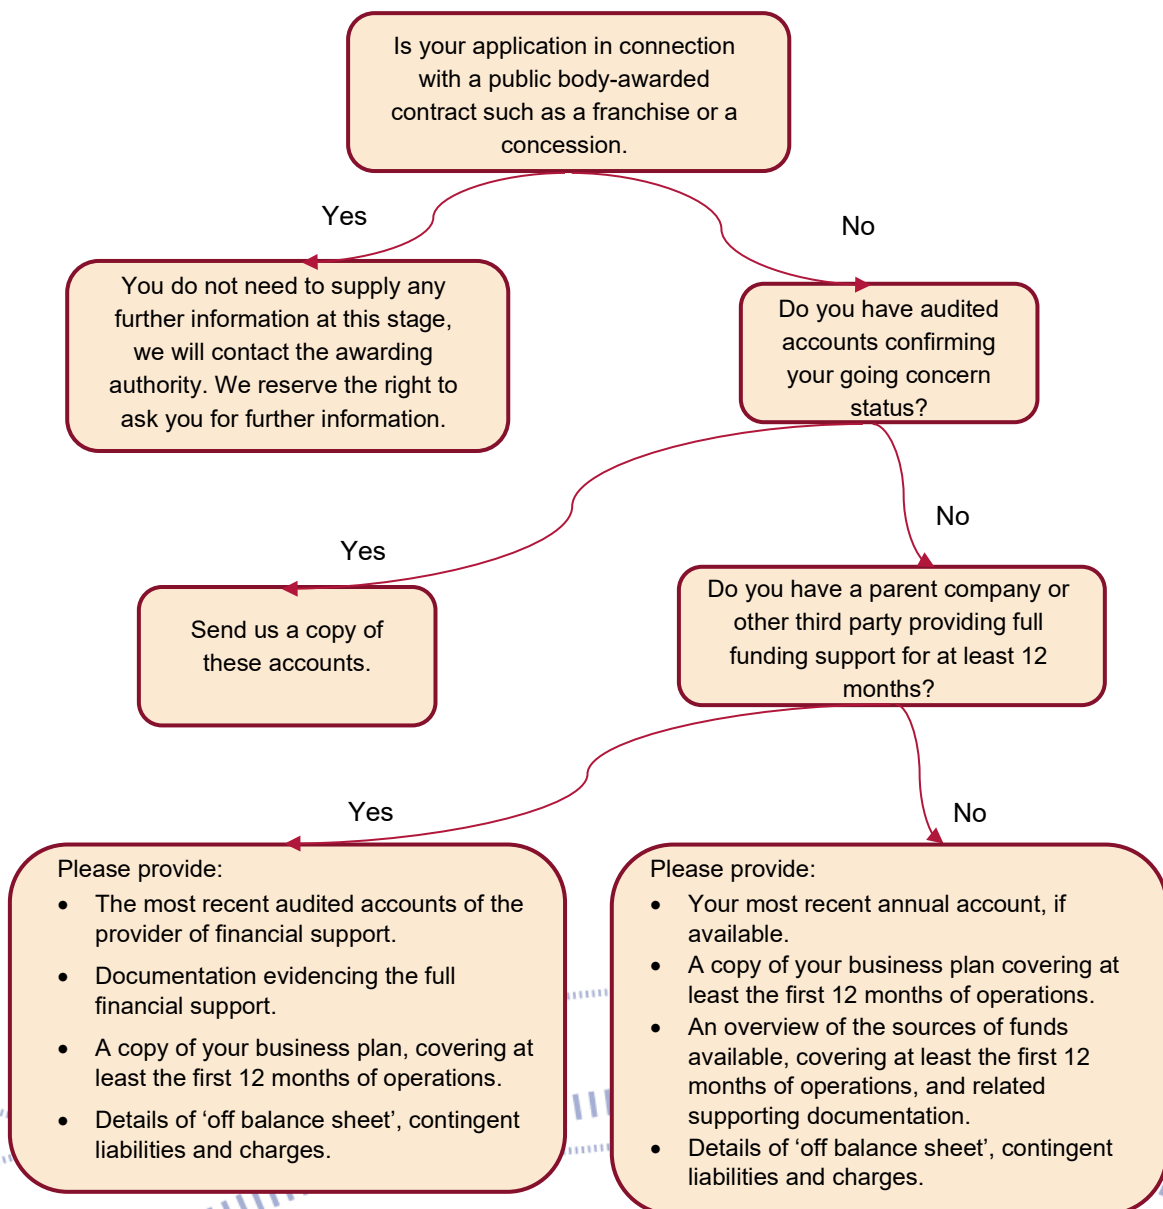 Is your application in connection
with a public body-awarded
contract such as a franchise or a
concession.
Yes
No
You do not need to supply any
further information at this stage,
we will contact the awarding
authority. We reserve the right to
ask you for further information.
Do you have audited
accounts confirming
your going concern
status?
Yes
No
Send us a copy of
these accounts.
Do you have a parent company or
other third party providing full
funding support for at least 12
months?
Yes
No
Please provide:
• The most recent audited accounts of the
provider of financial support.
• Documentation evidencing the full
financial support.
• A copy of your business plan, covering at
least the first 12 months of operations.
• Details of ‘off balance sheet’, contingent
liabilities and charges.
Please provide:
• Your most recent annual account, if
available.
• A copy of your business plan covering at
least the first 12 months of operations.
• An overview of the sources of funds
available, covering at least the first 12
months of operations, and related
supporting documentation.
• Details of ‘off balance sheet’, contingent
liabilities and charges.